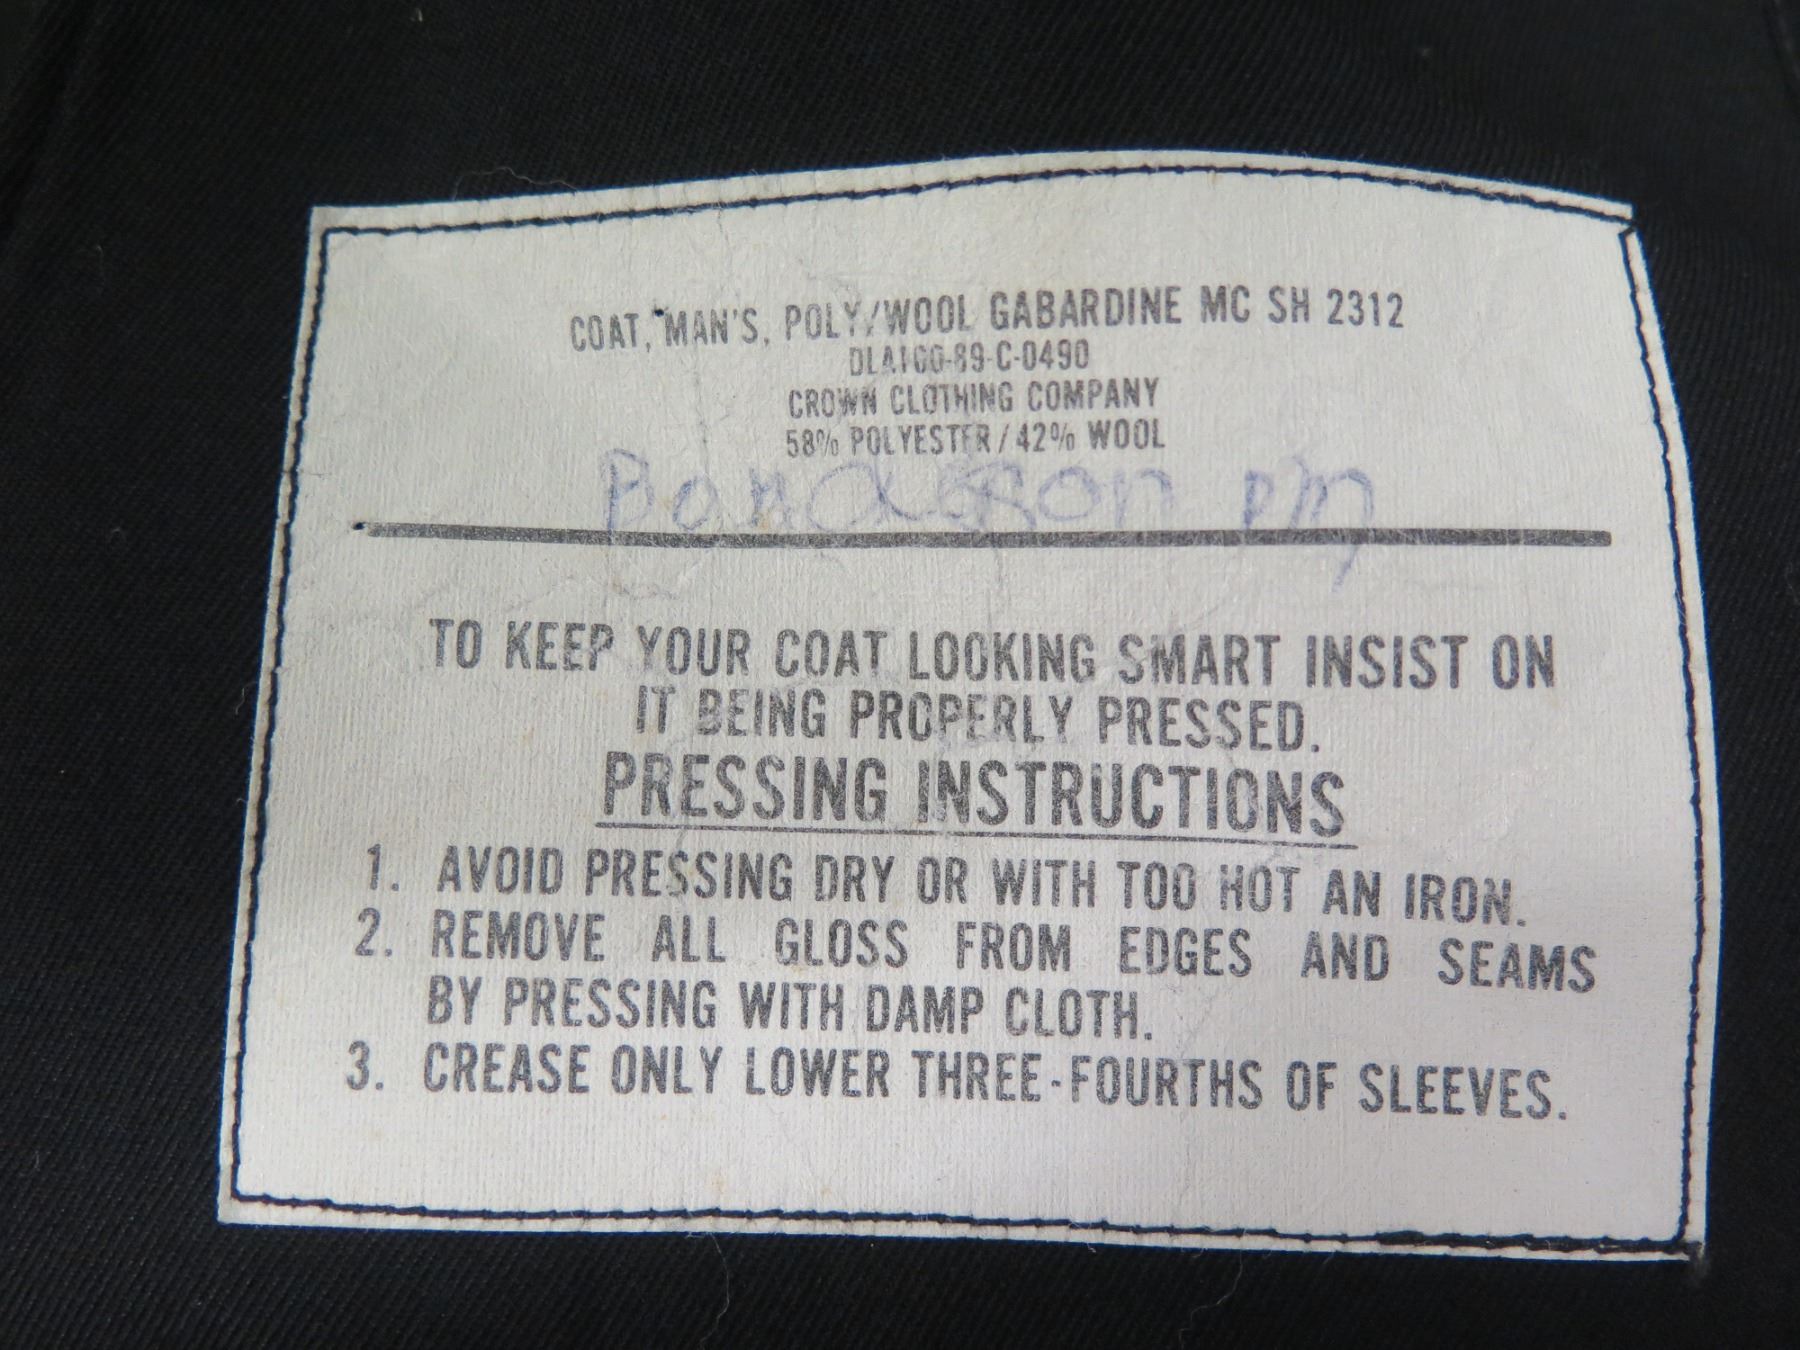 COAT, MAN'S, POLY/WOOL GABARDINE MC SH 2312
DLA100-89-C-0490
CROWN CLOTHING COMPANY
58% POLYESTER / 42% WOOL
TO KEEP YOUR COAT LOOKING SMART INSIST ON
IT BEING PROPERLY PRESSED.
PRESSING INSTRUCTIONS
1. AVOID PRESSING DRY OR WITH TOO HOT AN IRON.
2. REMOVE ALL GLOSS FROM EDGES AND SEAMS
BY PRESSING WITH DAMP CLOTH.
3. CREASE ONLY LOWER THREE-FOURTHS OF SLEEVES.